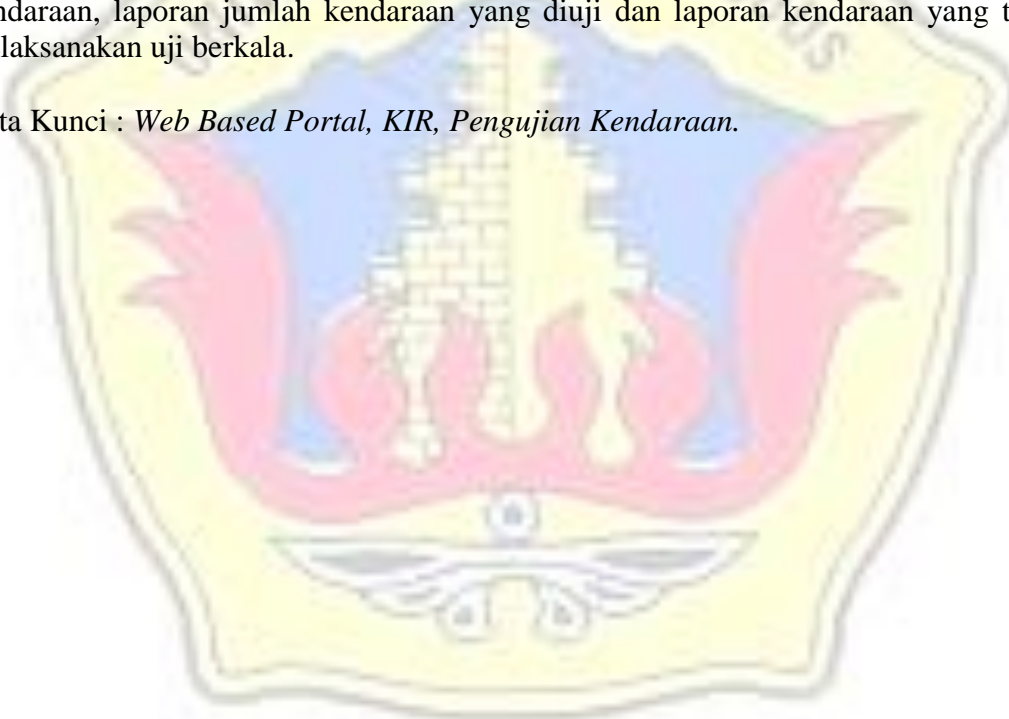 ndaraan, laporan jumlah kendaraan yang diuji dan laporan kendaraan yang t
laksanakan uji berkala.
ta Kunci : Web Based Portal, KIR, Pengujian Kendaraan.